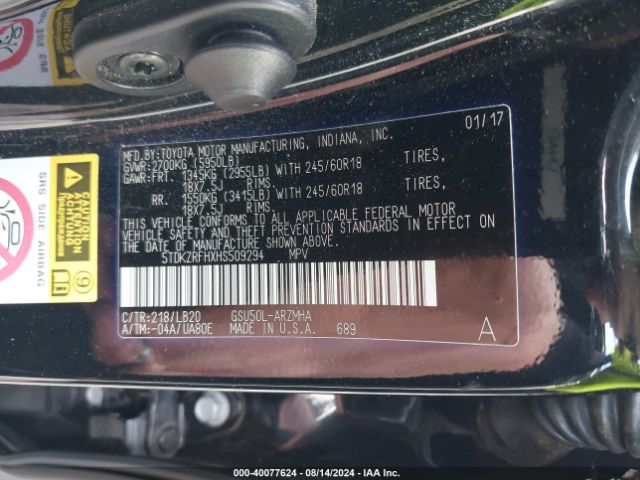 MFD.BY:TOYOTA MOTOR MANUFACTURING, INDIANA, INC. 01/17
GVWR:2700KG (5950LB)
GAWR:FRT. 1345KG (2955LB) WITH 245/60R18 TIRES,
18X7.5J RIMS.
RR. 1550KG (3415LB) WITH 245/60R18 TIRES,
18X7.5J RIMS.
THIS VEHICLE CONFORMS TO ALL APPLICABLE FEDERAL MOTOR
VEHICLE SAFETY AND THEFT PREVENTION STANDARDS IN EFFECT ON
THE DATE OF MANUFACTURE SHOWN ABOVE.
5TDKZRFHXHS509294 MPV
C/TR:218/LB20 GSU50L-ARZMHA
A/TM:-04A/UA80E MADE IN U.S.A. 689 A
SRS SIDE AIRBAG
000-40077624 - 08/14/2024 - IAA Inc.